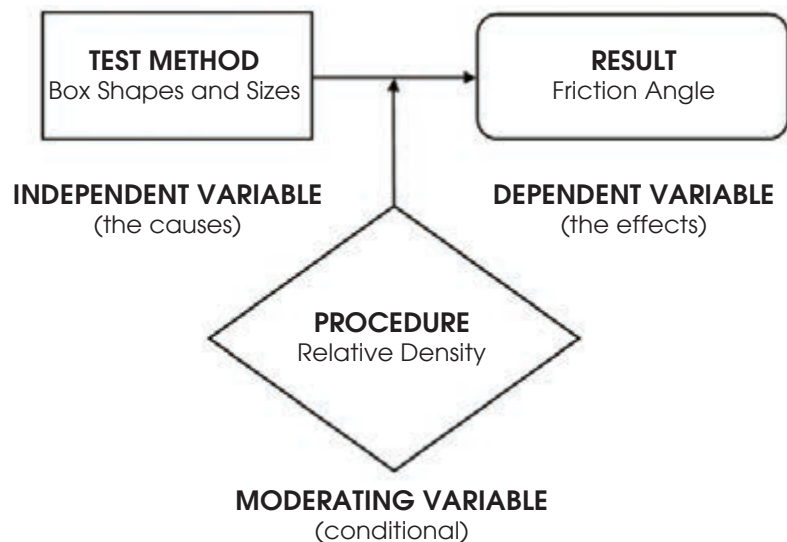 TEST METHOD
Box Shapes and Sizes
RESULT
Friction Angle
INDEPENDENT VARIABLE
(the causes)
DEPENDENT VARIABLE
(the effects)
PROCEDURE
Relative Density
MODERATING VARIABLE
(conditional)